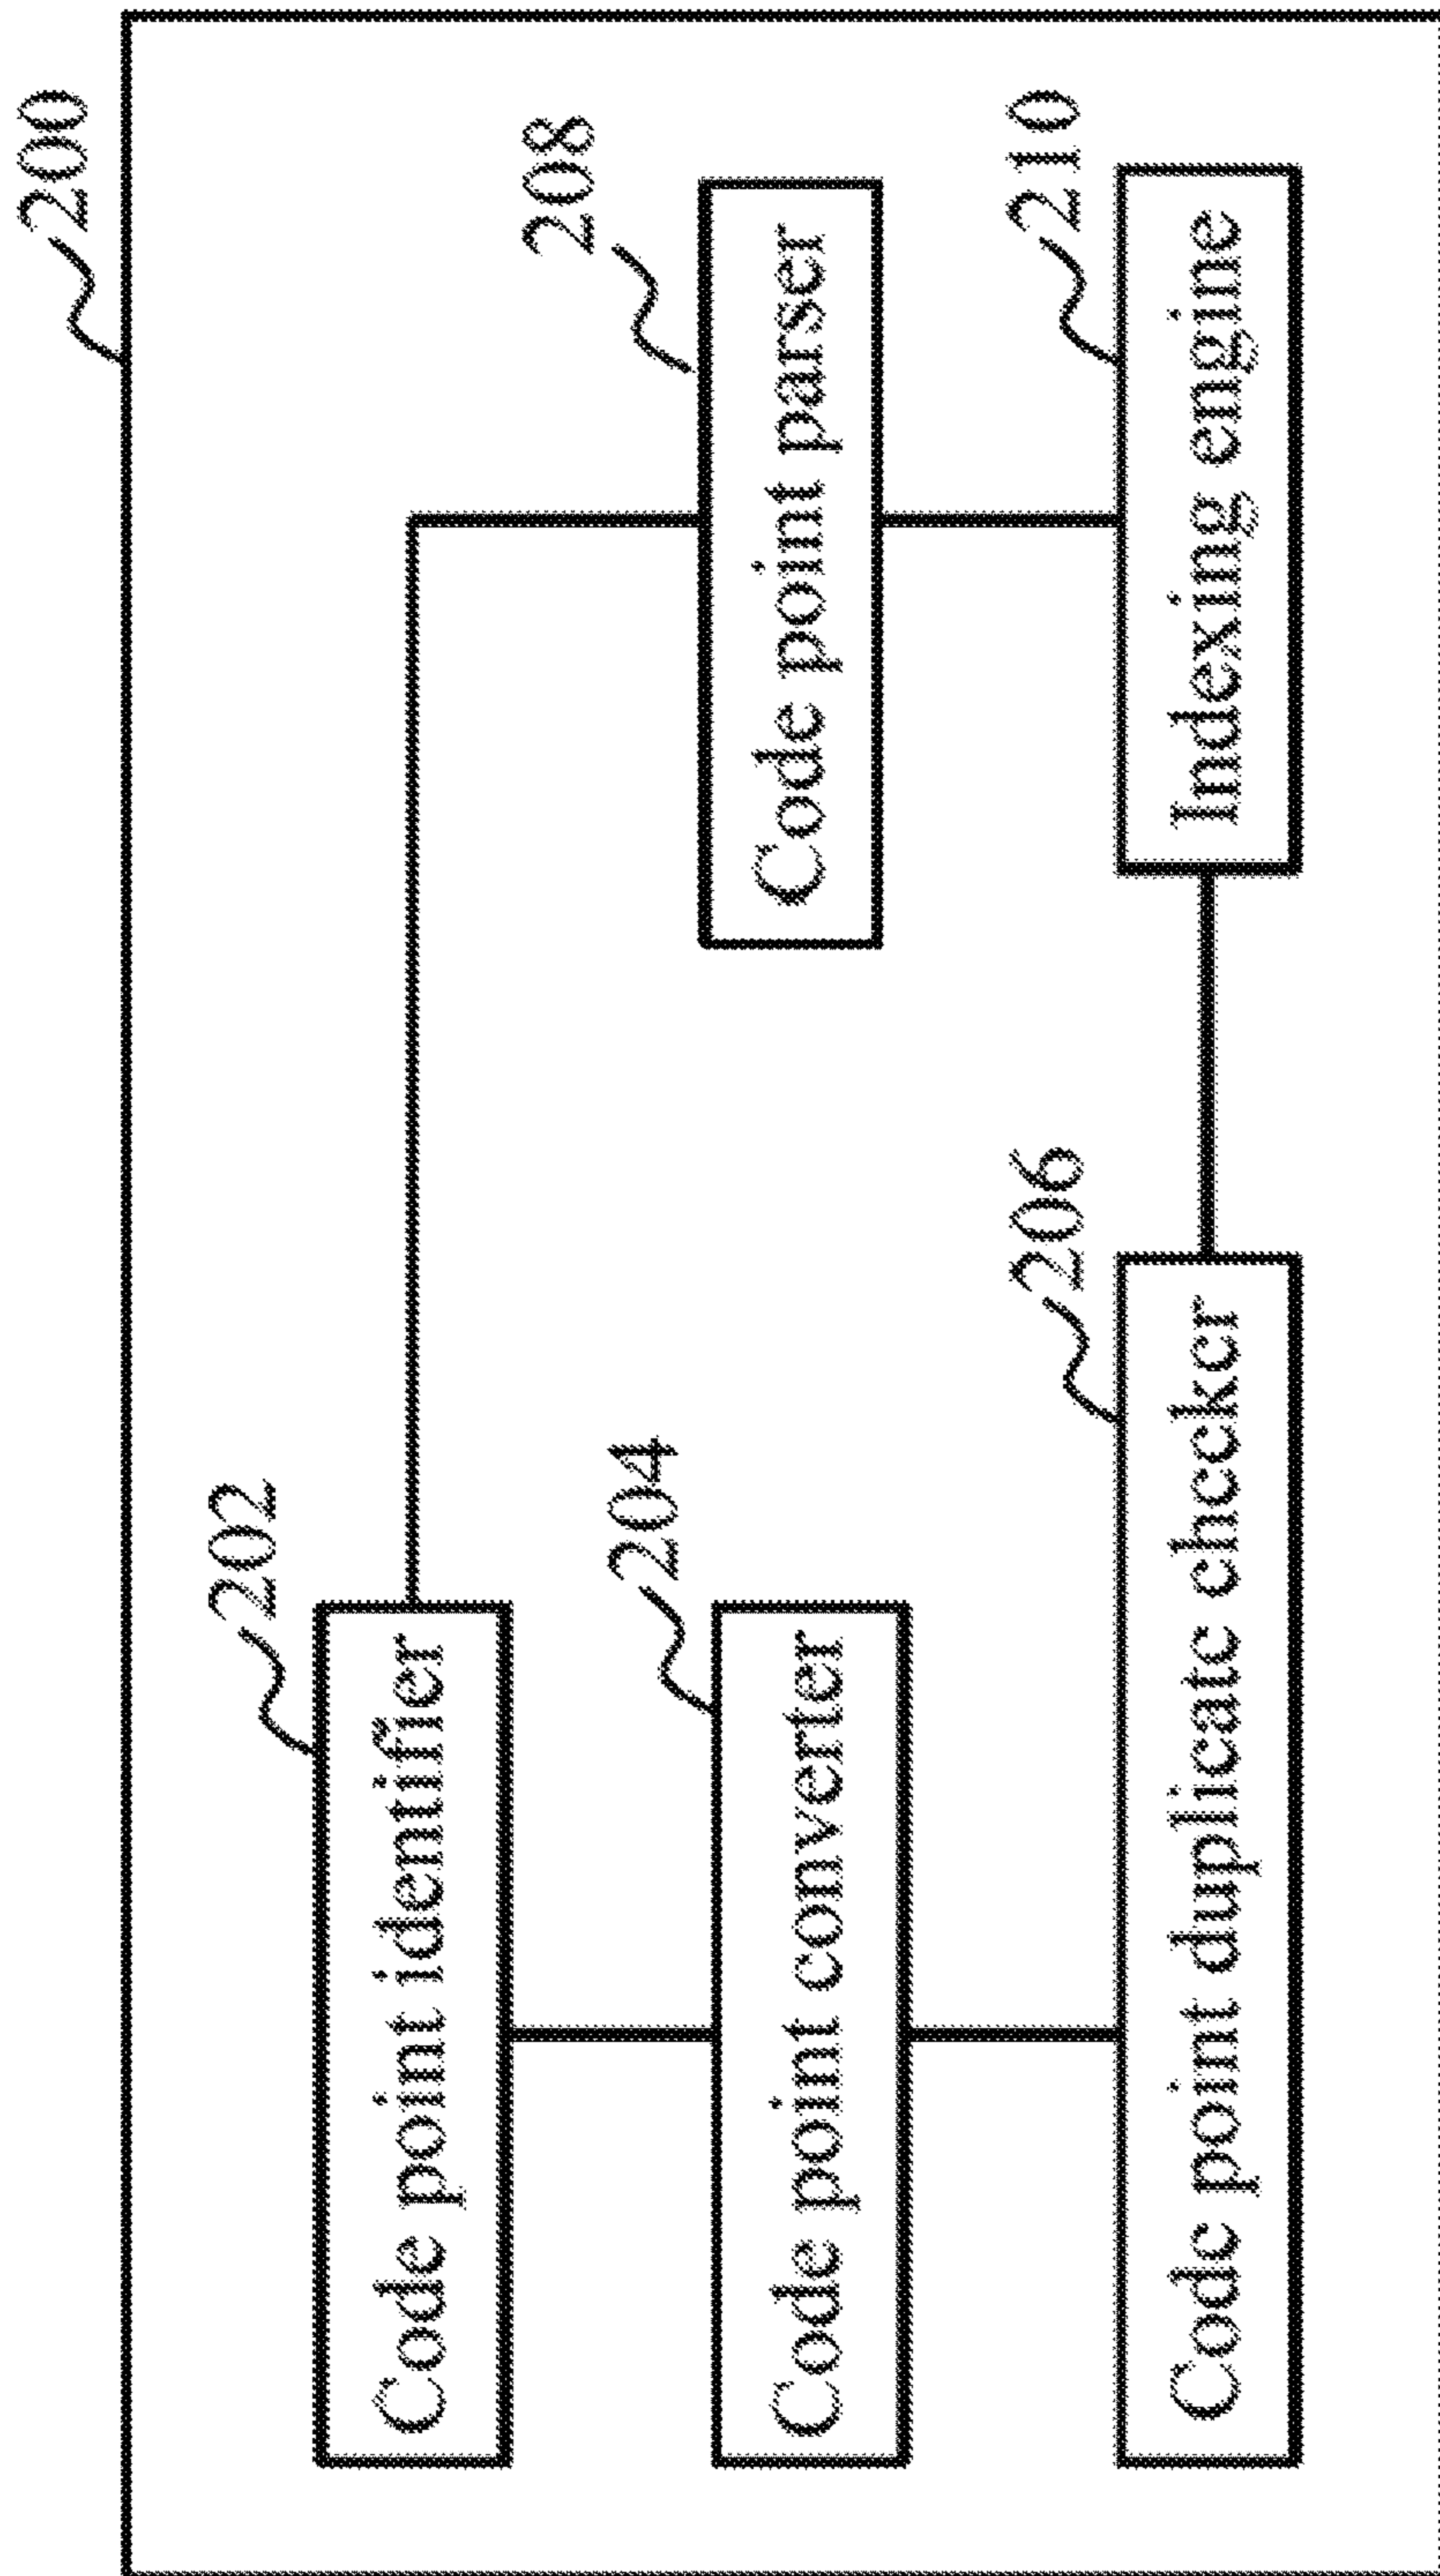 200
202
Code point identifier
204
Code point converter
208
Code point parser
206
Code point duplicate checker
210
Indexing engine